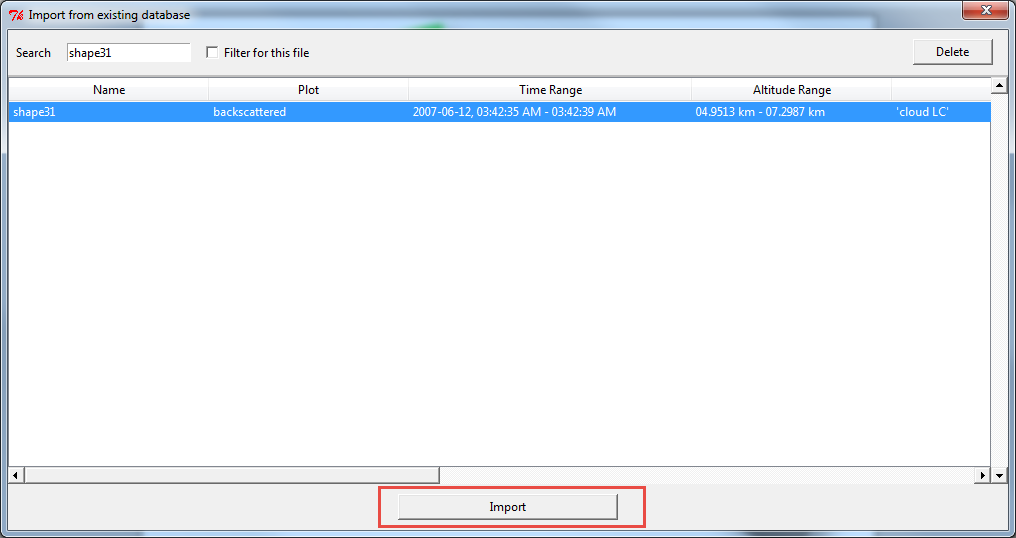 Import from existing database
Search shape31 Filter for this file Delete
Name Plot Time Range Altitude Range
shape31 backscattered 2007-06-12, 03:42:35 AM - 03:42:39 AM 04.9513 km - 07.2987 km 'cloud LC'
Import